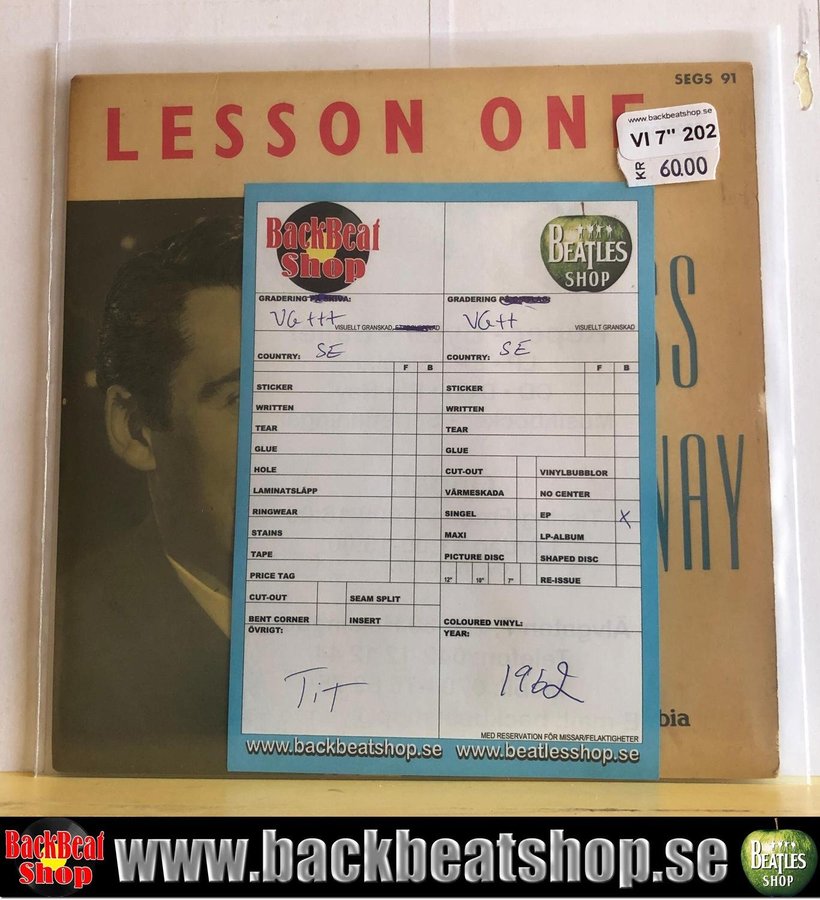 SEGS 91
LESSON ONE
www.backbeatshop.se
VI 7" 202
KR 60.00
SS
WAY
bia
BackBeat
Shop
BEATLES
SHOP
GRADERING
VG+++
VISUELLT GRANSKAD,
GRADERING
VG++
VISUELLT GRANSKAD
COUNTRY: SE
COUNTRY: SE
F B
F B
STICKER
WRITTEN
TEAR
GLUE
HOLE
LAMINATSLÄPP
RINGWEAR
STAINS
TAPE
PRICE TAG
CUT-OUT
SEAM SPLIT
BENT CORNER
INSERT
STICKER
WRITTEN
TEAR
GLUE
CUT-OUT
VINYLBUBBLOR
VÄRMESKADA
NO CENTER
SINGEL
EP X
MAXI
LP-ALBUM
PICTURE DISC
SHAPED DISC
12" 10" 7"
RE-ISSUE
COLOURED VINYL:
ÖVRIGT:
TiT
YEAR:
1962
MED RESERVATION FÖR MISSAR/FELAKTIGHETER
www.backbeatshop.se www.beatlesshop.se
BackBeat
Shop
www.backbeatshop.se
BEATLES
SHOP